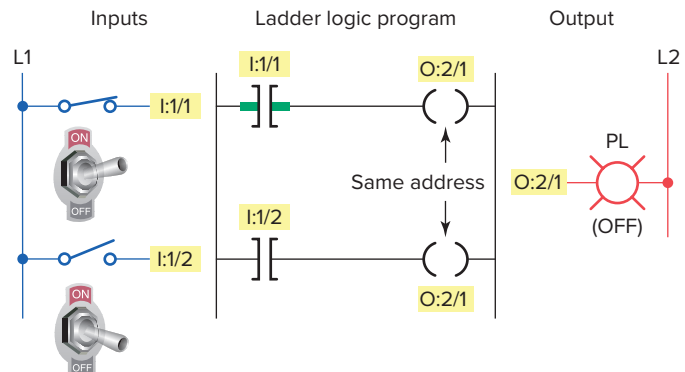 Inputs
Ladder logic program
Output
L1
I:1/1
O:2/1
L2
I:1/1
ON
OFF
Same address
O:2/1
PL
(OFF)
I:1/2
I:1/2
O:2/1
ON
OFF